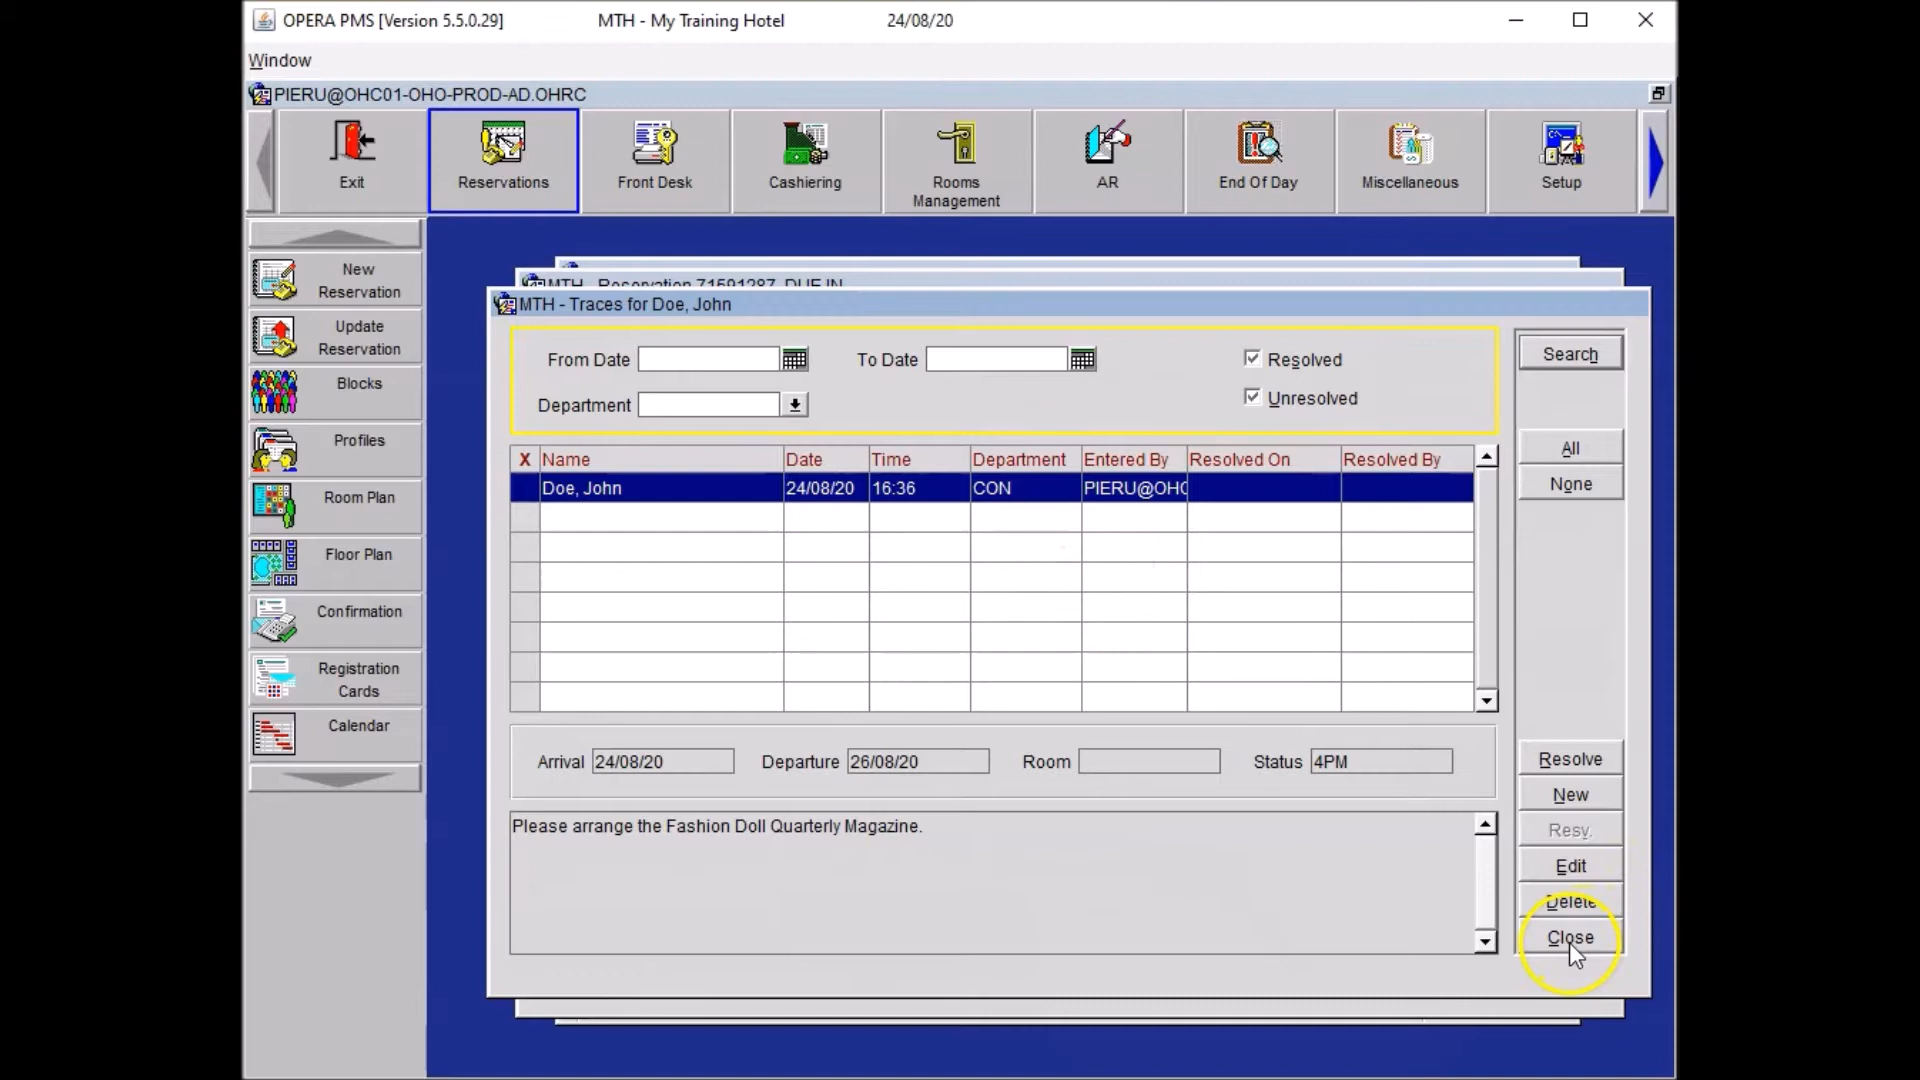 OPERA PMS [Version 5.5.0.29] MTH - My Training Hotel 24/08/20
Window
PIERU@OHC01-OHO-PROD-AD.OHRC
Exit Reservations Front Desk Cashiering Rooms Management AR End Of Day Miscellaneous Setup
New Reservation
Update Reservation
Blocks
Profiles
Room Plan
Floor Plan
Confirmation
Registration Cards
Calendar
MTH - Reservation 71591287 DUE IN
MTH - Traces for Doe, John
From Date To Date Resolved
Department Unresolved
Search
All
None
X Name Date Time Department Entered By Resolved On Resolved By
Doe, John 24/08/20 16:36 CON PIERU@OHC
Arrival 24/08/20 Departure 26/08/20 Room Status 4PM
Please arrange the Fashion Doll Quarterly Magazine.
Resolve
New
Resv.
Edit
Delete
Close